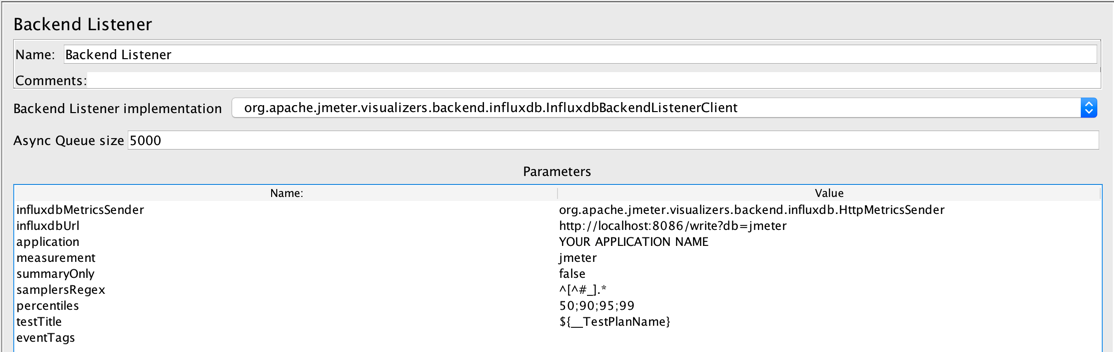 Backend Listener
Name: Backend Listener
Comments:
Backend Listener implementation org.apache.jmeter.visualizers.backend.influxdb.InfluxdbBackendListenerClient
Async Queue size 5000
Parameters
Name: Value
influxdbMetricsSender org.apache.jmeter.visualizers.backend.influxdb.HttpMetricsSender
influxdbUrl http://localhost:8086/write?db=jmeter
application YOUR APPLICATION NAME
measurement jmeter
summaryOnly false
samplersRegex ^[^#_].*
percentiles 50;90;95;99
testTitle ${__TestPlanName}
eventTags